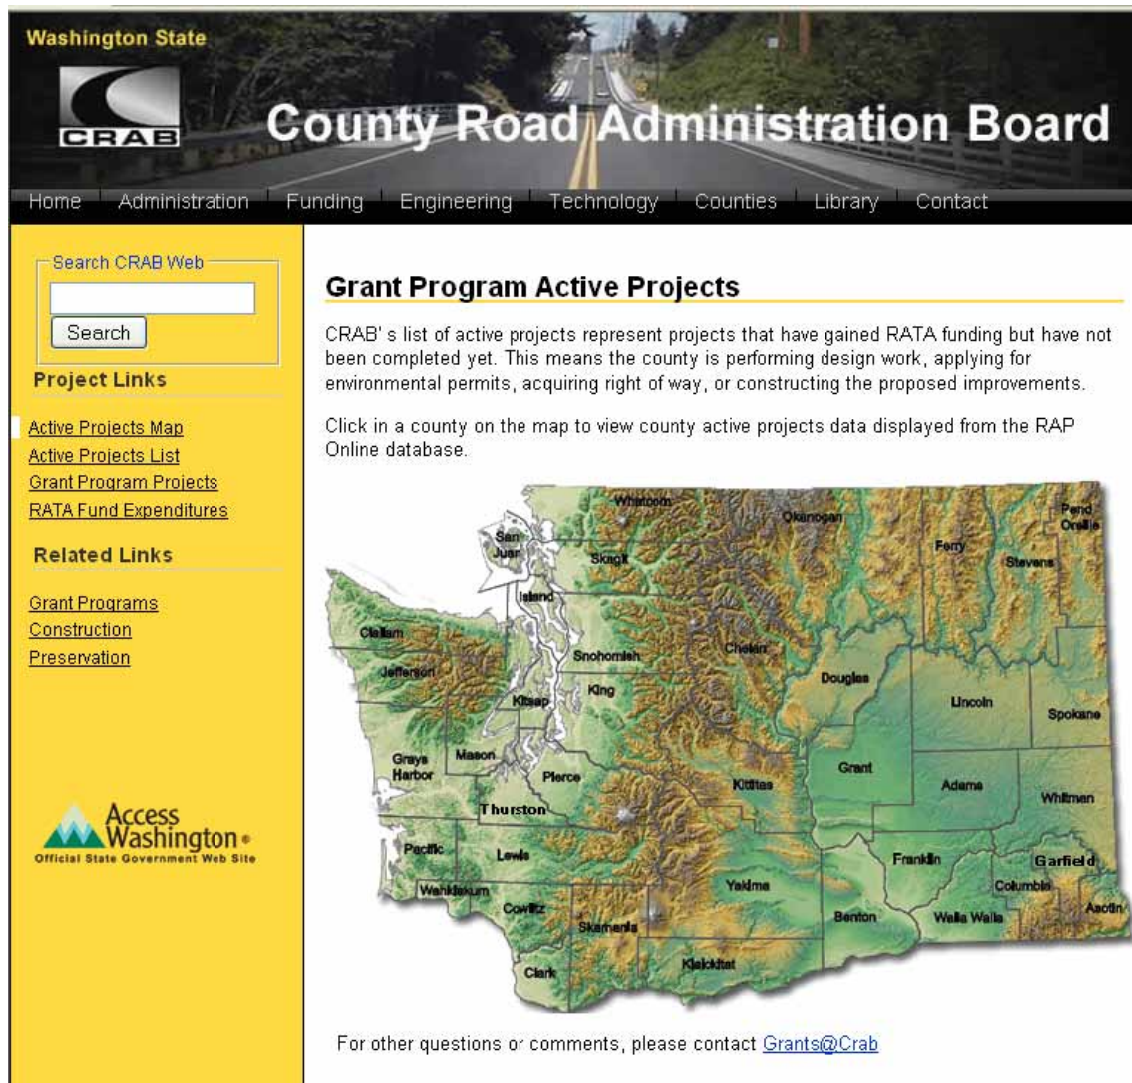 Washington State
CRAB
County Road Administration Board
Home Administration Funding Engineering Technology Counties Library Contact
Search CRAB Web
Search
Project Links
Active Projects Map
Active Projects List
Grant Program Projects
RATA Fund Expenditures
Related Links
Grant Programs
Construction
Preservation
Access
Washington
Official State Government Web Site
Grant Program Active Projects
CRAB's list of active projects represent projects that have gained RATA funding but have not
been completed yet. This means the county is performing design work, applying for
environmental permits, acquiring right of way, or constructing the proposed improvements.
Click in a county on the map to view county active projects data displayed from the RAP
Online database.
Whatcom
Okanogan
Pend
Oreille
San
Juan
Skagit
Ferry
Stevens
Island
Clallam
Snohomish
Chelan
Jefferson
Douglas
King
Kitsap
Lincoln
Spokane
Grays
Harbor
Mason
Pierce
Kittitas
Grant
Adams
Whitman
Thurston
Pacific
Lewis
Franklin
Garfield
Wahkiakum
Yakima
Columbia
Cowlitz
Skamania
Benton
Walla Walla
Asotin
Clark
Klickitat
For other questions or comments, please contact Grants@Crab